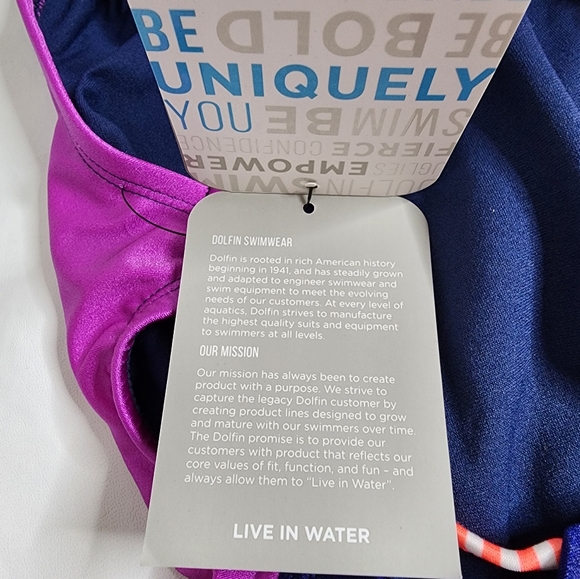 BE BOLD BE BOLD
UNIQUELY
YOU BE SWIM
FIERCE CONFIDENCE
EMPOWER UGLIES
DOLFIN SWIM
DOLFIN SWIMWEAR
Dolfin is rooted in rich American history
beginning in 1941, and has steadily grown
and adapted to engineer swimwear and
swim equipment to meet the evolving
needs of our customers. At every level of
aquatics, Dolfin strives to manufacture
the highest quality suits and equipment
to swimmers at all levels.
OUR MISSION
Our mission has always been to create
product with a purpose. We strive to
capture the legacy Dolfin customer by
creating product lines designed to grow
and mature with our swimmers over time.
The Dolfin promise is to provide our
customers with product that reflects our
core values of fit, function, and fun – and
always allow them to "Live in Water".
LIVE IN WATER